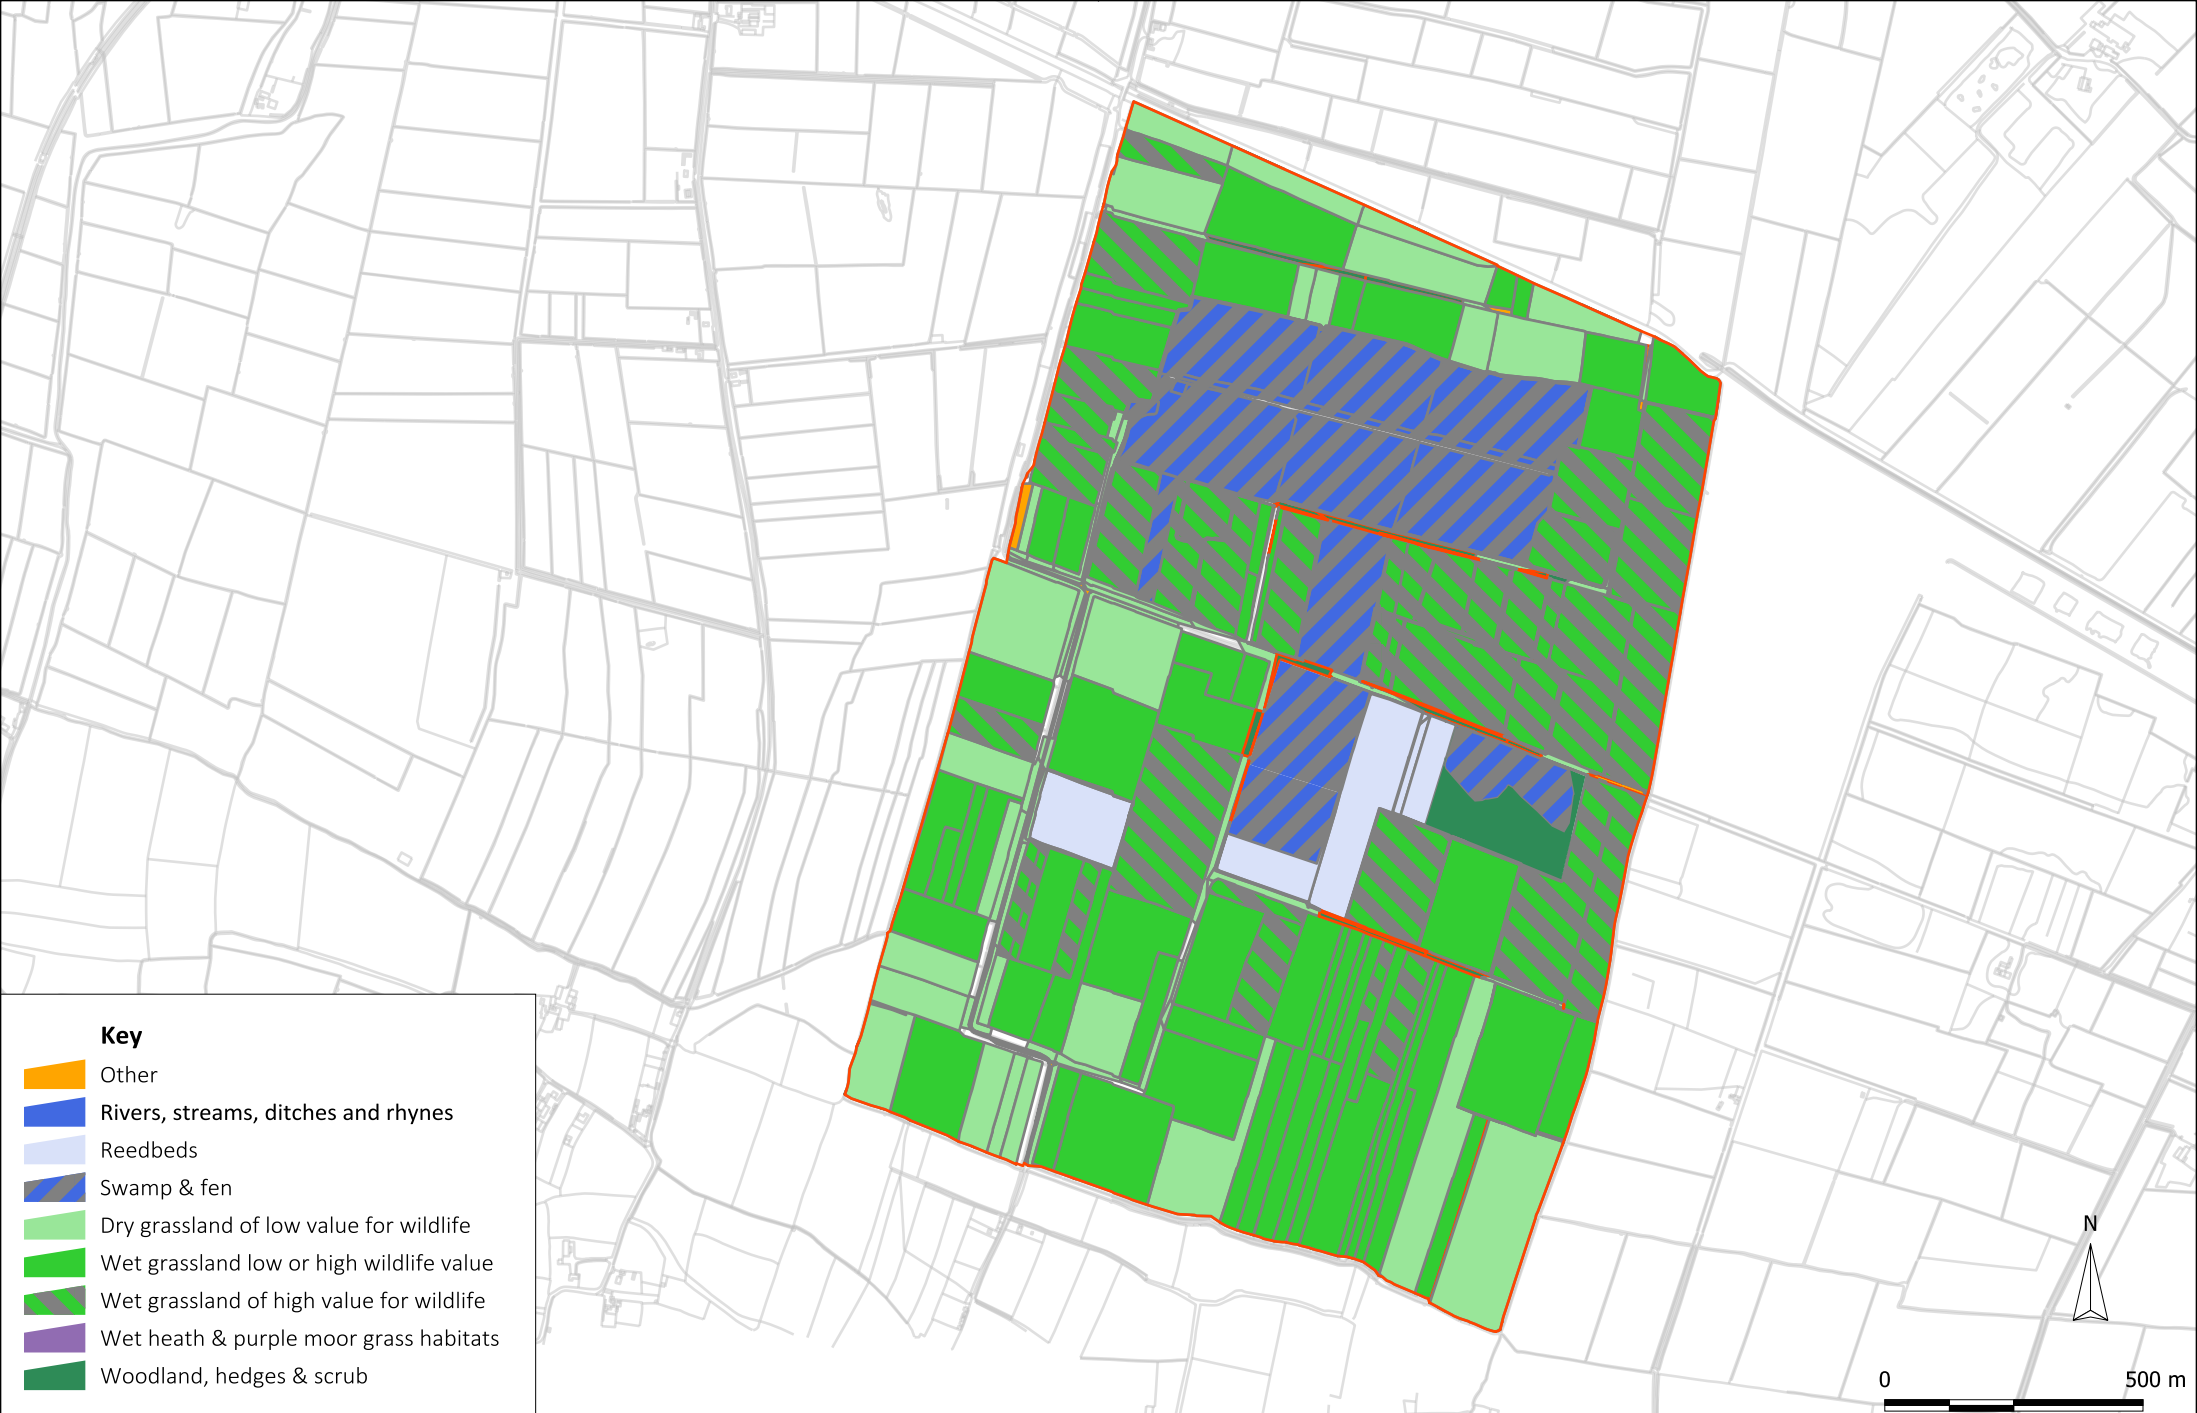 Key
Other
Rivers, streams, ditches and rhynes
Reedbeds
Swamp & fen
Dry grassland of low value for wildlife
Wet grassland low or high wildlife value
Wet grassland of high value for wildlife
Wet heath & purple moor grass habitats
Woodland, hedges & scrub
N
0 500 m